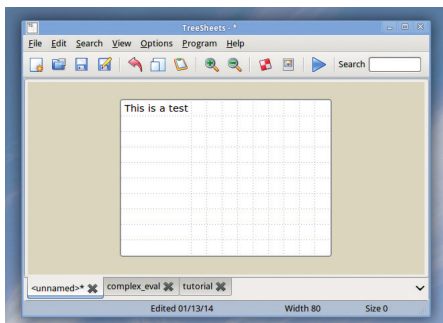 TreeSheets - *
File Edit Search View Options Program Help
Search
This is a test
<unnamed>* complex_eval tutorial
Edited 01/13/14 Width 80 Size 0